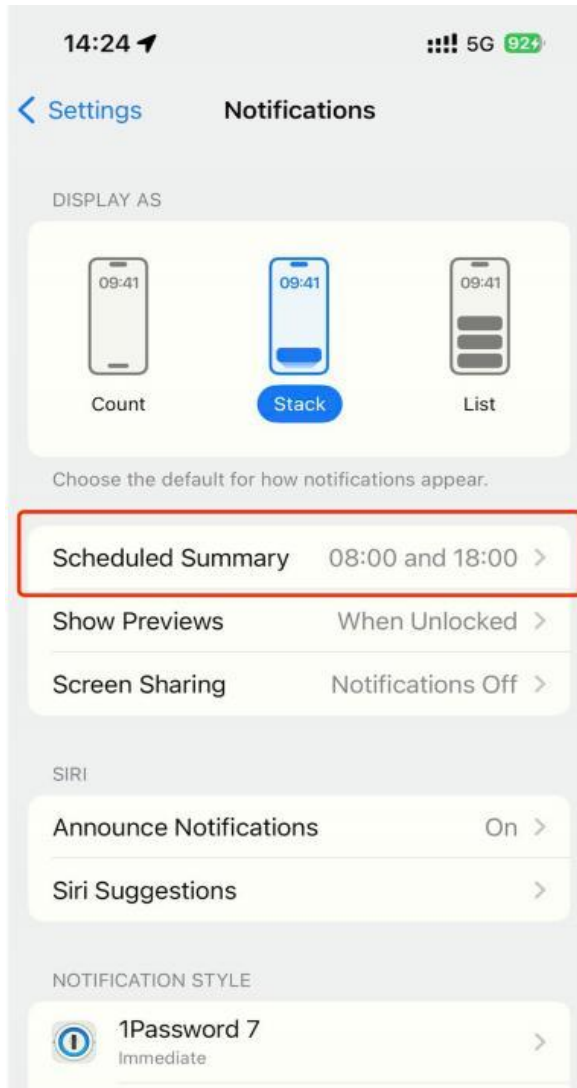 14:24
5G 92
Settings
Notifications
DISPLAY AS
09:41 09:41 09:41
Count Stack List
Choose the default for how notifications appear.
Scheduled Summary 08:00 and 18:00
Show Previews When Unlocked
Screen Sharing Notifications Off
SIRI
Announce Notifications On
Siri Suggestions
NOTIFICATION STYLE
1Password 7
Immediate